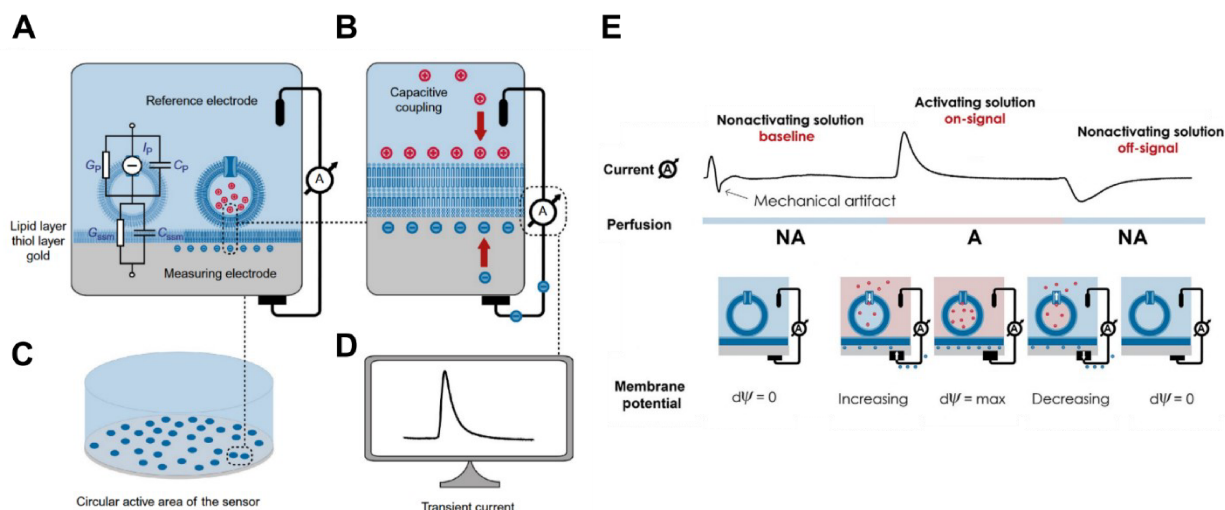 A
Reference electrode
G_P
I_P
C_P
G_ssm
C_ssm
Lipid layer
thiol layer
gold
Measuring electrode
A
B
Capacitive
coupling
A
C
Circular active area of the sensor
D
Transient current
E
Nonactivating solution
baseline
Activating solution
on-signal
Nonactivating solution
off-signal
Current A
Mechanical artifact
Perfusion
NA
A
NA
A
A
A
A
A
Membrane
potential
dΨ = 0
Increasing
dΨ = max
Decreasing
dΨ = 0